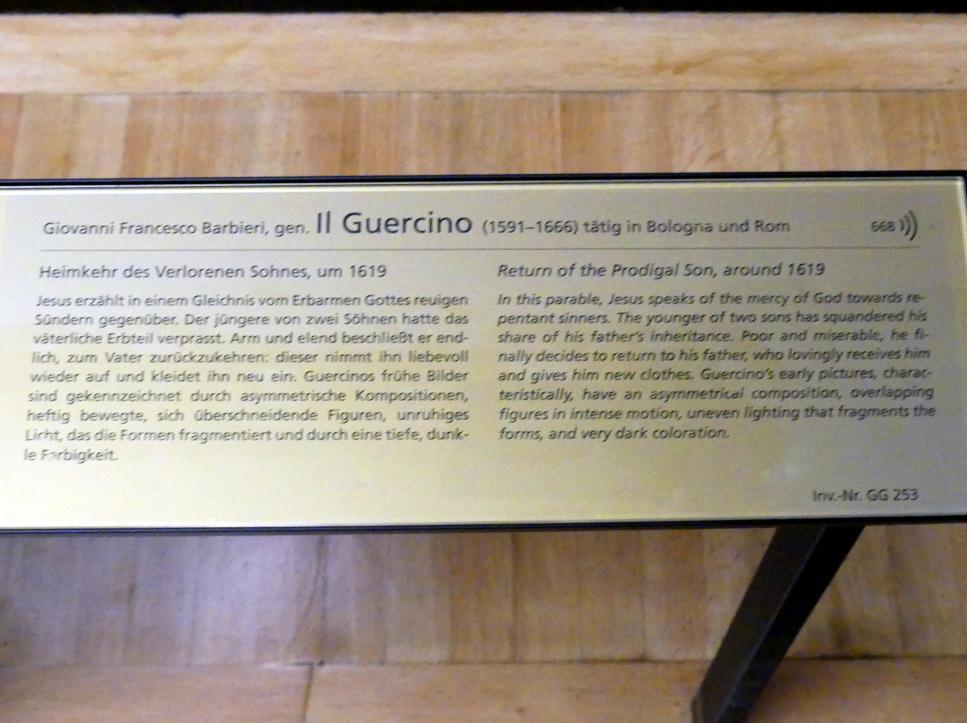 Giovanni Francesco Barbieri, gen. Il Guercino (1591–1666) tätig in Bologna und Rom 668
Heimkehr des Verlorenen Sohnes, um 1619
Jesus erzählt in einem Gleichnis vom Erbarmen Gottes reuigen
Sündern gegenüber. Der jüngere von zwei Söhnen hatte das
väterliche Erbteil verprasst. Arm und elend beschließt er end-
lich, zum Vater zurückzukehren: dieser nimmt ihn liebevoll
wieder auf und kleidet ihn neu ein. Guercinos frühe Bilder
sind gekennzeichnet durch asymmetrische Kompositionen,
heftig bewegte, sich überschneidende Figuren, unruhiges
Licht, das die Formen fragmentiert und durch eine tiefe, dunk-
le Farbigkeit.
Return of the Prodigal Son, around 1619
In this parable, Jesus speaks of the mercy of God towards re-
pentant sinners. The younger of two sons has squandered his
share of his father's inheritance. Poor and miserable, he fi-
nally decides to return to his father, who lovingly receives him
and gives him new clothes. Guercino's early pictures, charac-
teristically, have an asymmetrical composition, overlapping
figures in intense motion, uneven lighting that fragments the
forms, and very dark coloration.
Inv.-Nr. GG 253